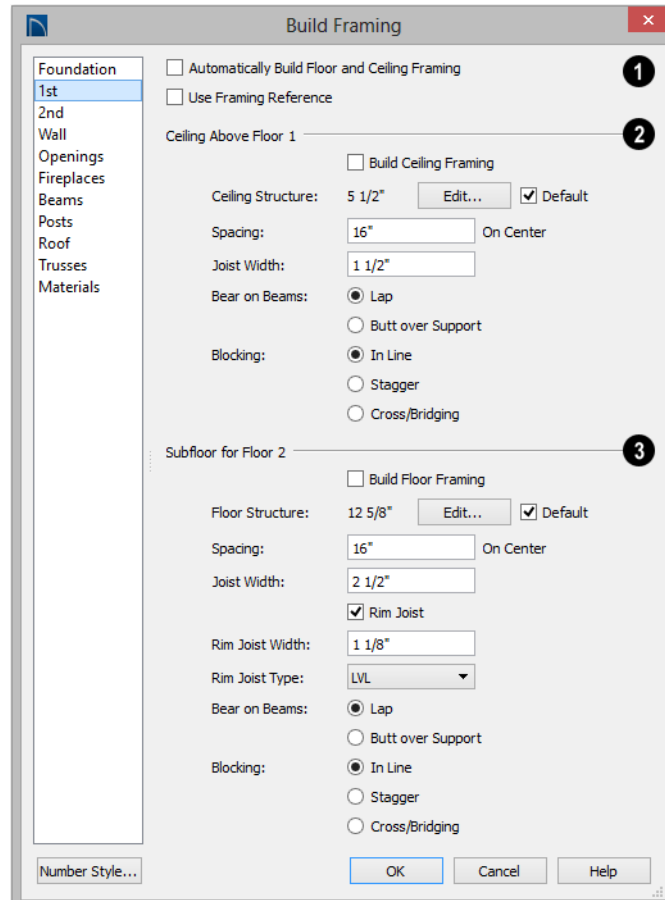 Build Framing
Foundation
1st
2nd
Wall
Openings
Fireplaces
Beams
Posts
Roof
Trusses
Materials
Automatically Build Floor and Ceiling Framing
1
Use Framing Reference
Ceiling Above Floor 1
2
Build Ceiling Framing
Ceiling Structure: 5 1/2" Edit... Default
Spacing: 16" On Center
Joist Width: 1 1/2"
Bear on Beams: Lap
Butt over Support
Blocking: In Line
Stagger
Cross/Bridging
Subfloor for Floor 2
3
Build Floor Framing
Floor Structure: 12 5/8" Edit... Default
Spacing: 16" On Center
Joist Width: 2 1/2"
Rim Joist
Rim Joist Width: 1 1/8"
Rim Joist Type: LVL
Bear on Beams: Lap
Butt over Support
Blocking: In Line
Stagger
Cross/Bridging
Number Style... OK Cancel Help